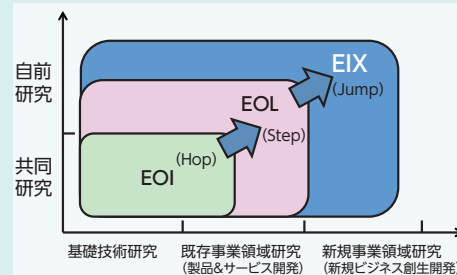 自前
研究
共同
研究
EIX
(Jump)
EOL
(Step)
EOI
(Hop)
基礎技術研究
既存事業領域研究
(製品&サービス開発)
新規事業領域研究
(新規ビジネス創生開発)